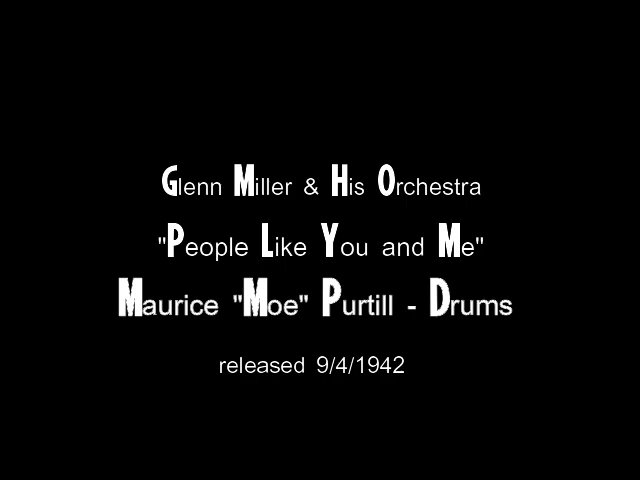 Glenn Miller & His Orchestra
"People Like You and Me"
Maurice "Moe" Purtill - Drums
released 9/4/1942